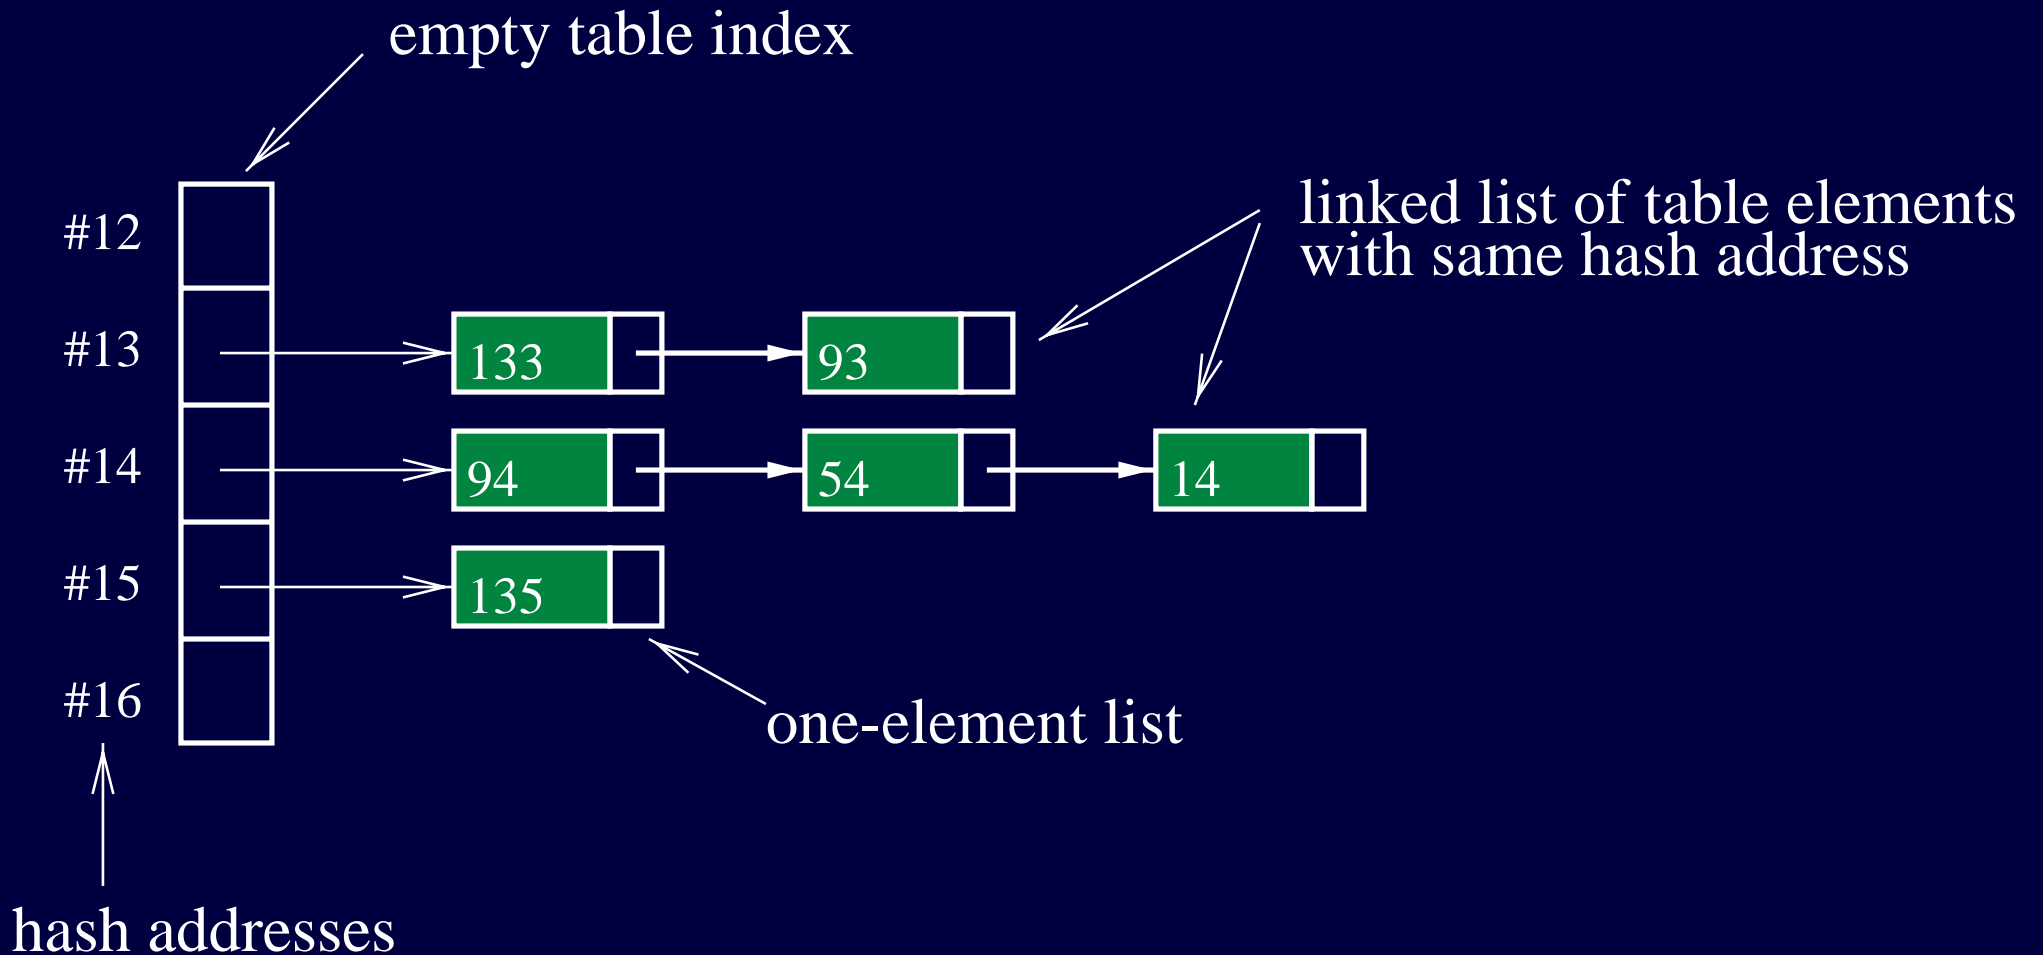 empty table index
linked list of table elements
with same hash address
#12
#13
133
93
#14
94
54
14
#15
135
#16
one-element list
hash addresses